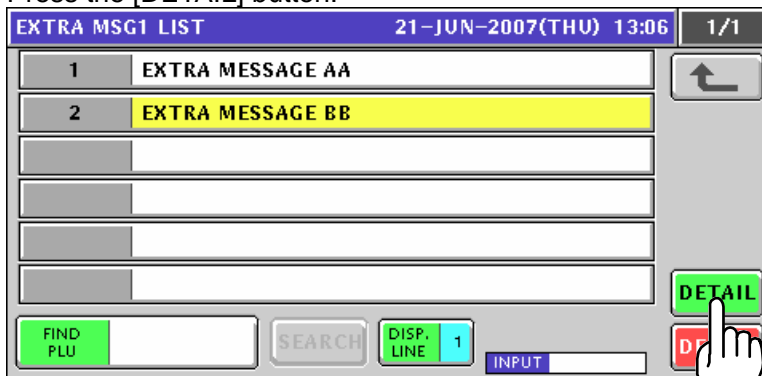 Press the [DETAIL] button.
EXTRA MSG1 LIST 21-JUN-2007(THU) 13:06 1/1
1 EXTRA MESSAGE AA
2 EXTRA MESSAGE BB
DETAIL
FIND PLU
SEARCH
DISP. LINE 1
INPUT